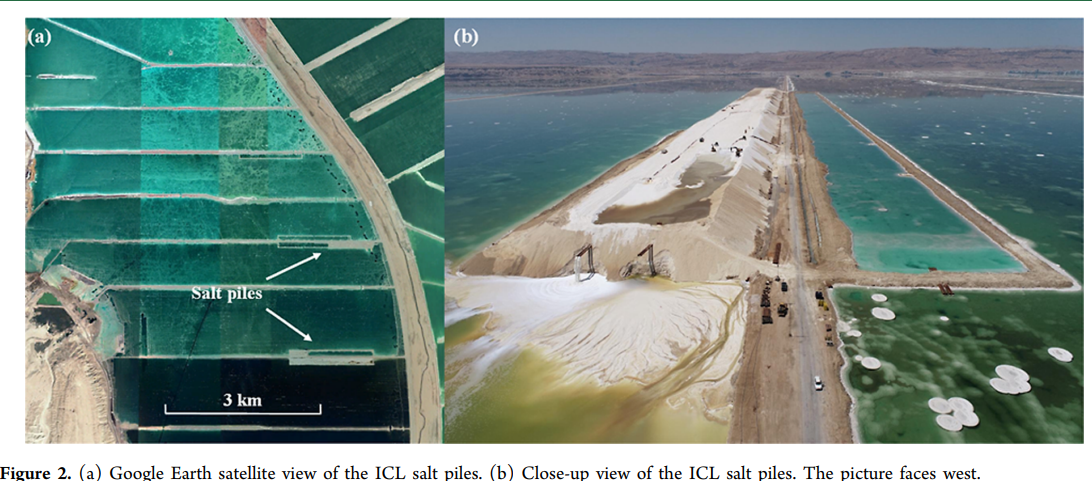 (a)
(b)
Salt piles
3 km
Figure 2. (a) Google Earth satellite view of the ICL salt piles. (b) Close-up view of the ICL salt piles. The picture faces west.